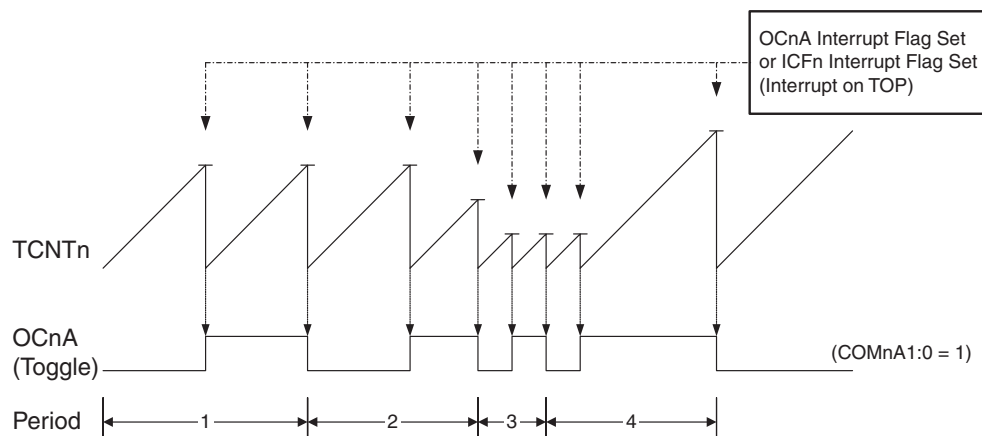 OCnA Interrupt Flag Set
or ICFn Interrupt Flag Set
(Interrupt on TOP)
TCNTn
OCnA
(Toggle)
(COMnA1:0 = 1)
Period
1
2
3
4